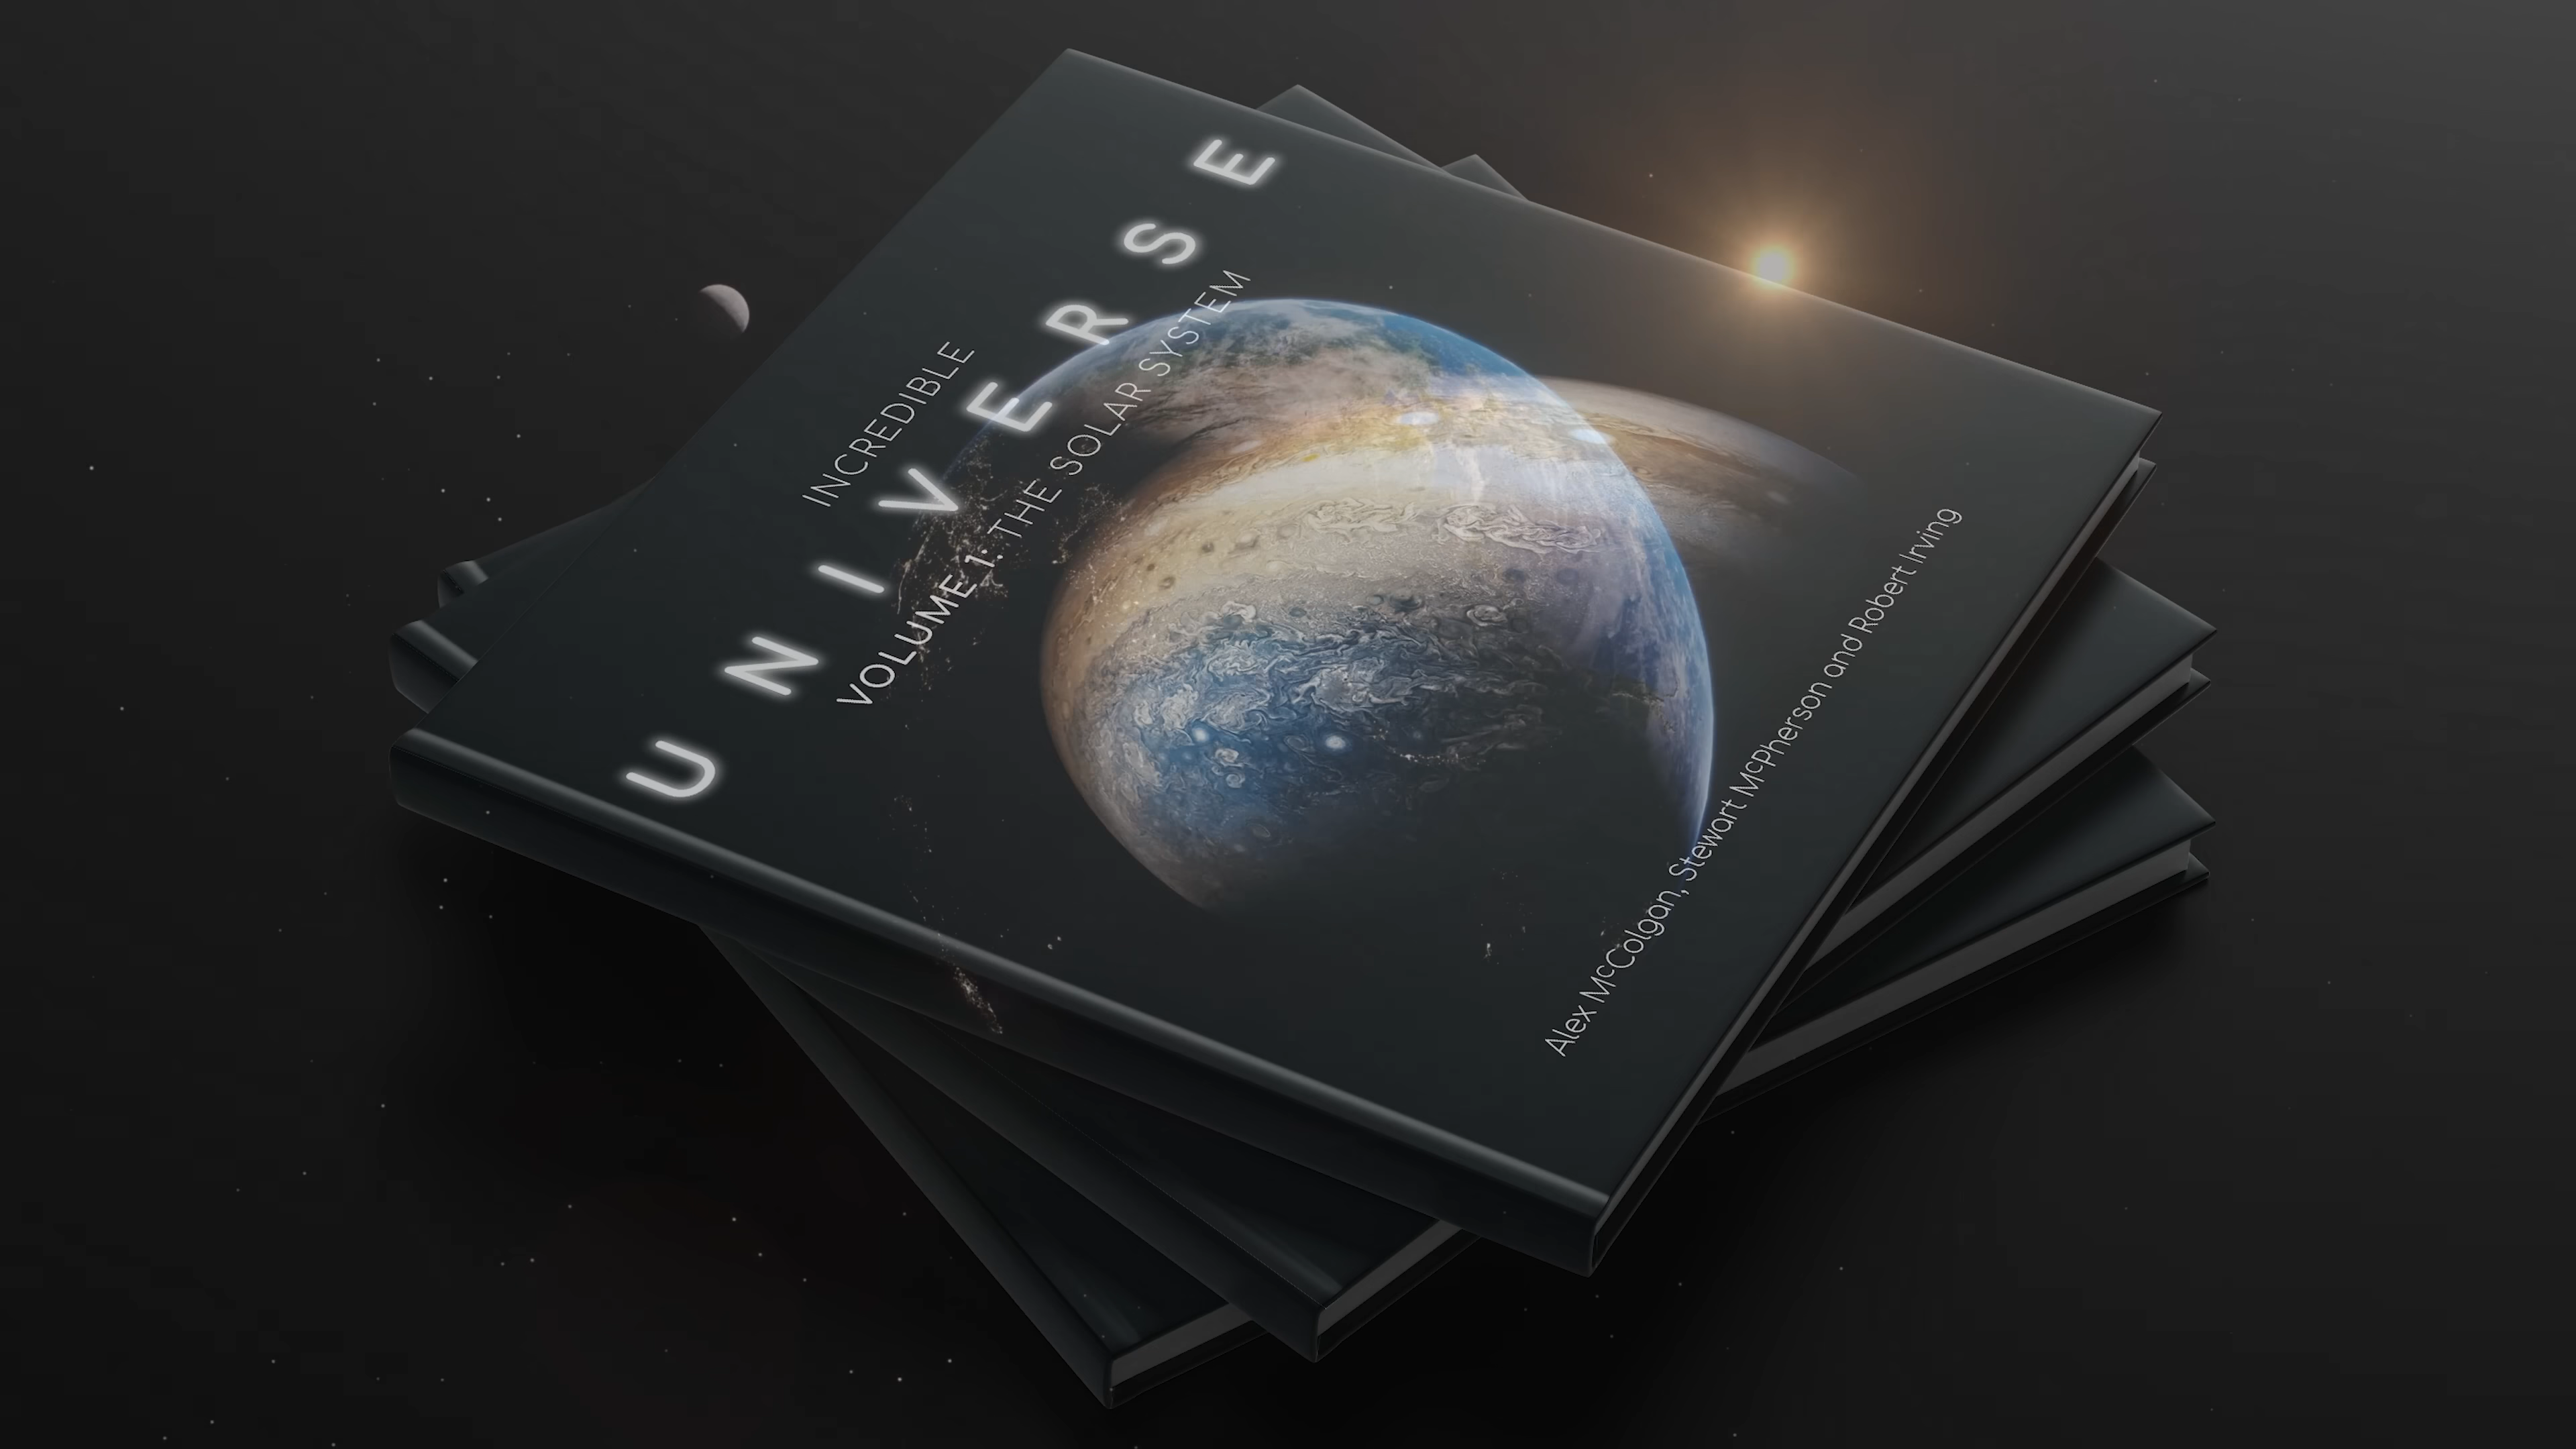 INCREDIBLE
UNIVERSE
VOLUME 1: THE SOLAR SYSTEM
Alex McColgan, Stewart McPherson and Robert Irving